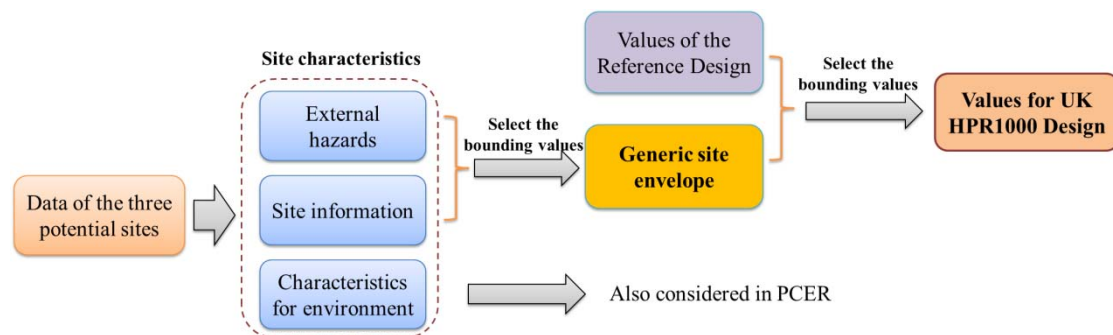 Data of the three
potential sites
Site characteristics
External
hazards
Site information
Characteristics
for environment
Select the
bounding values
Values of the
Reference Design
Generic site
envelope
Also considered in PCER
Select the
bounding values
Values for UK
HPR1000 Design